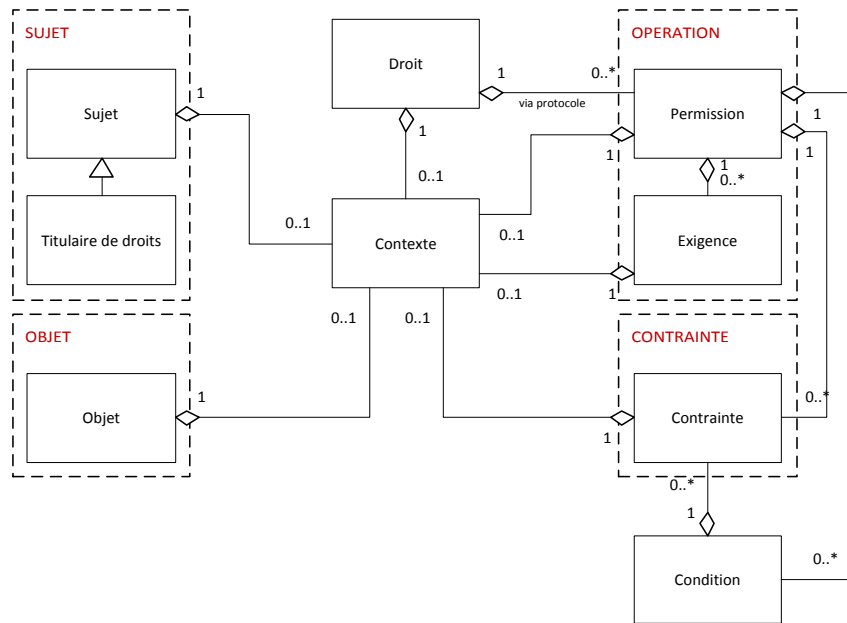 SUJET
Droit
OPERATION
1
0..*
via protocole
Sujet
1
Permission
1
1
1
1
0..*
1
0..1
Titulaire de droits
0..1
Contexte
0..1
Exigence
0..1
1
0..1
0..1
OBJET
CONTRAINTE
Objet
1
Contrainte
0..*
1
0..*
1
Condition
0..*